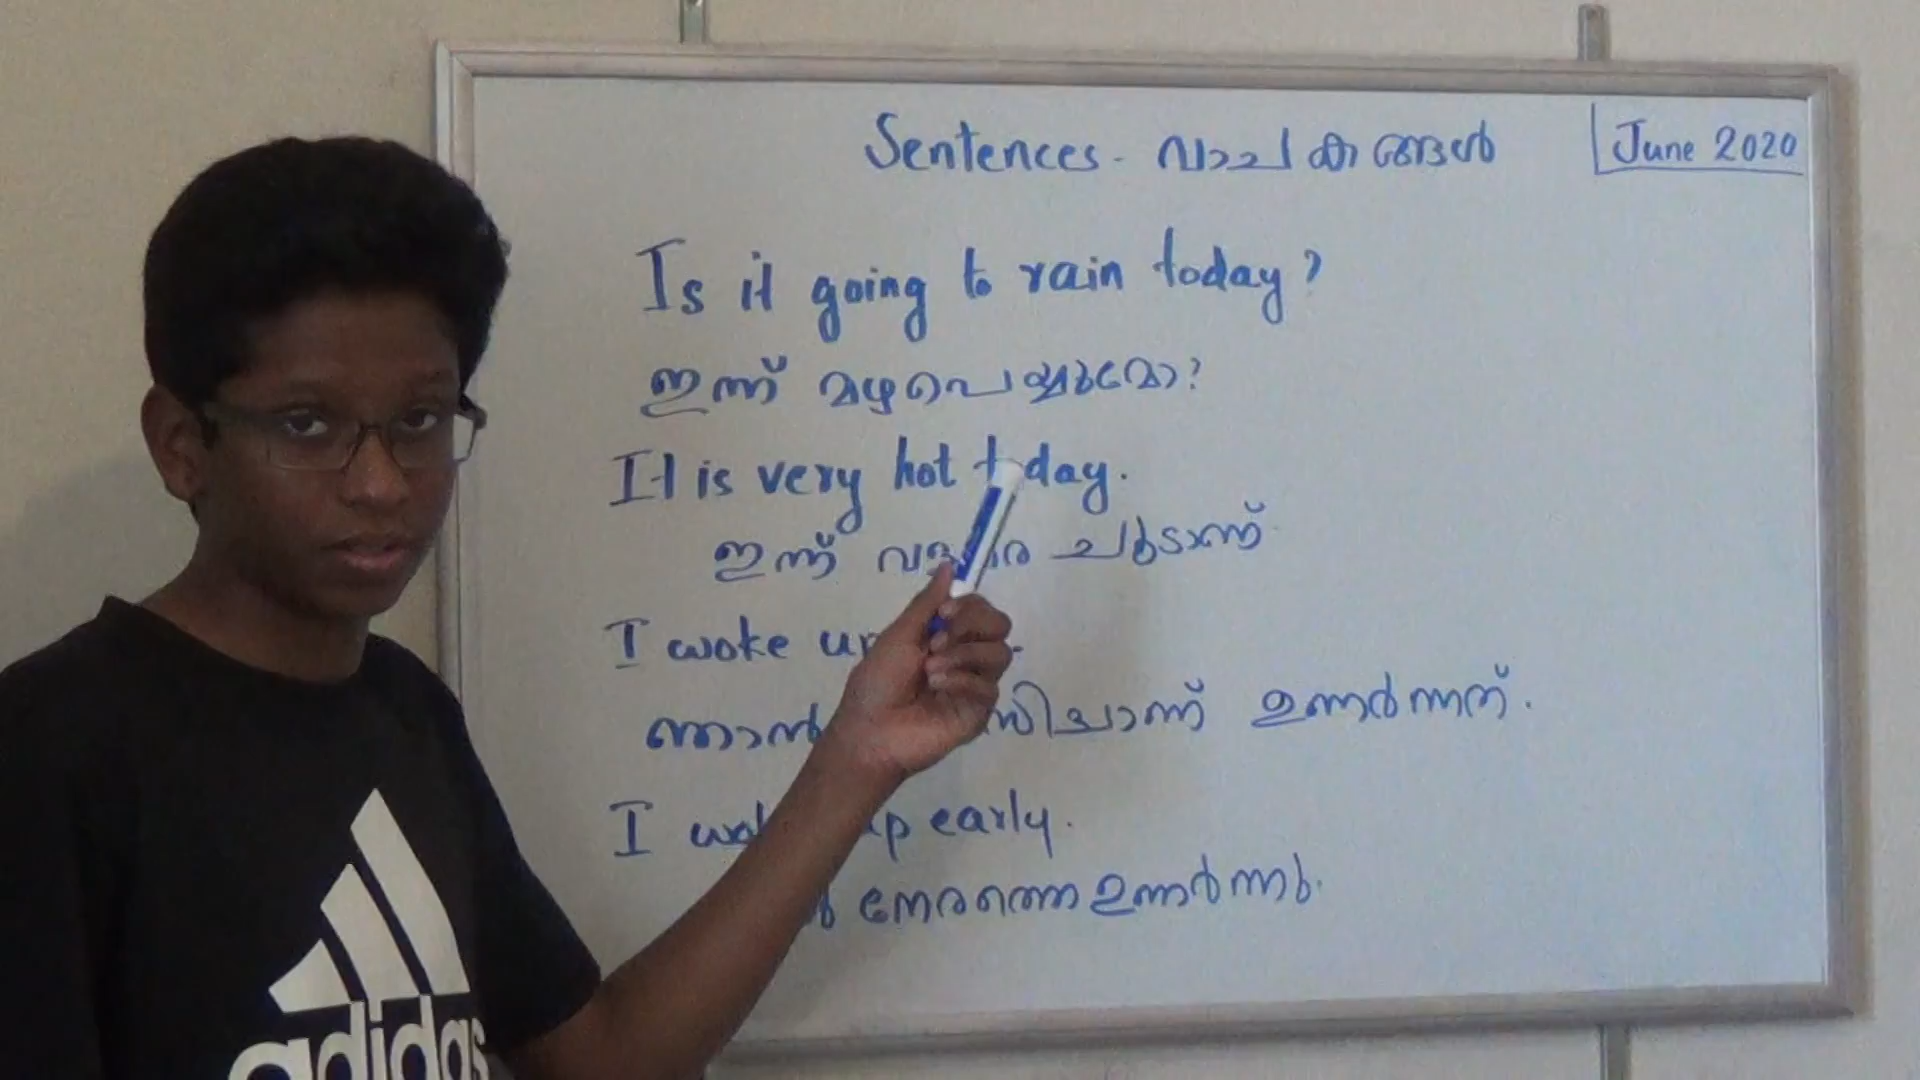 Sentences - വാചകങ്ങൾ
June 2020
Is it going to rain today?
ഇന്ന് മഴപെയ്യുമോ?
It is very hot today.
ഇന്ന് വളരെ ചൂടാണ്
I woke up
ഞാൻ ഉണർന്നത്.
I woke up early.
നേരത്തെ ഉണർന്നു.
adidas